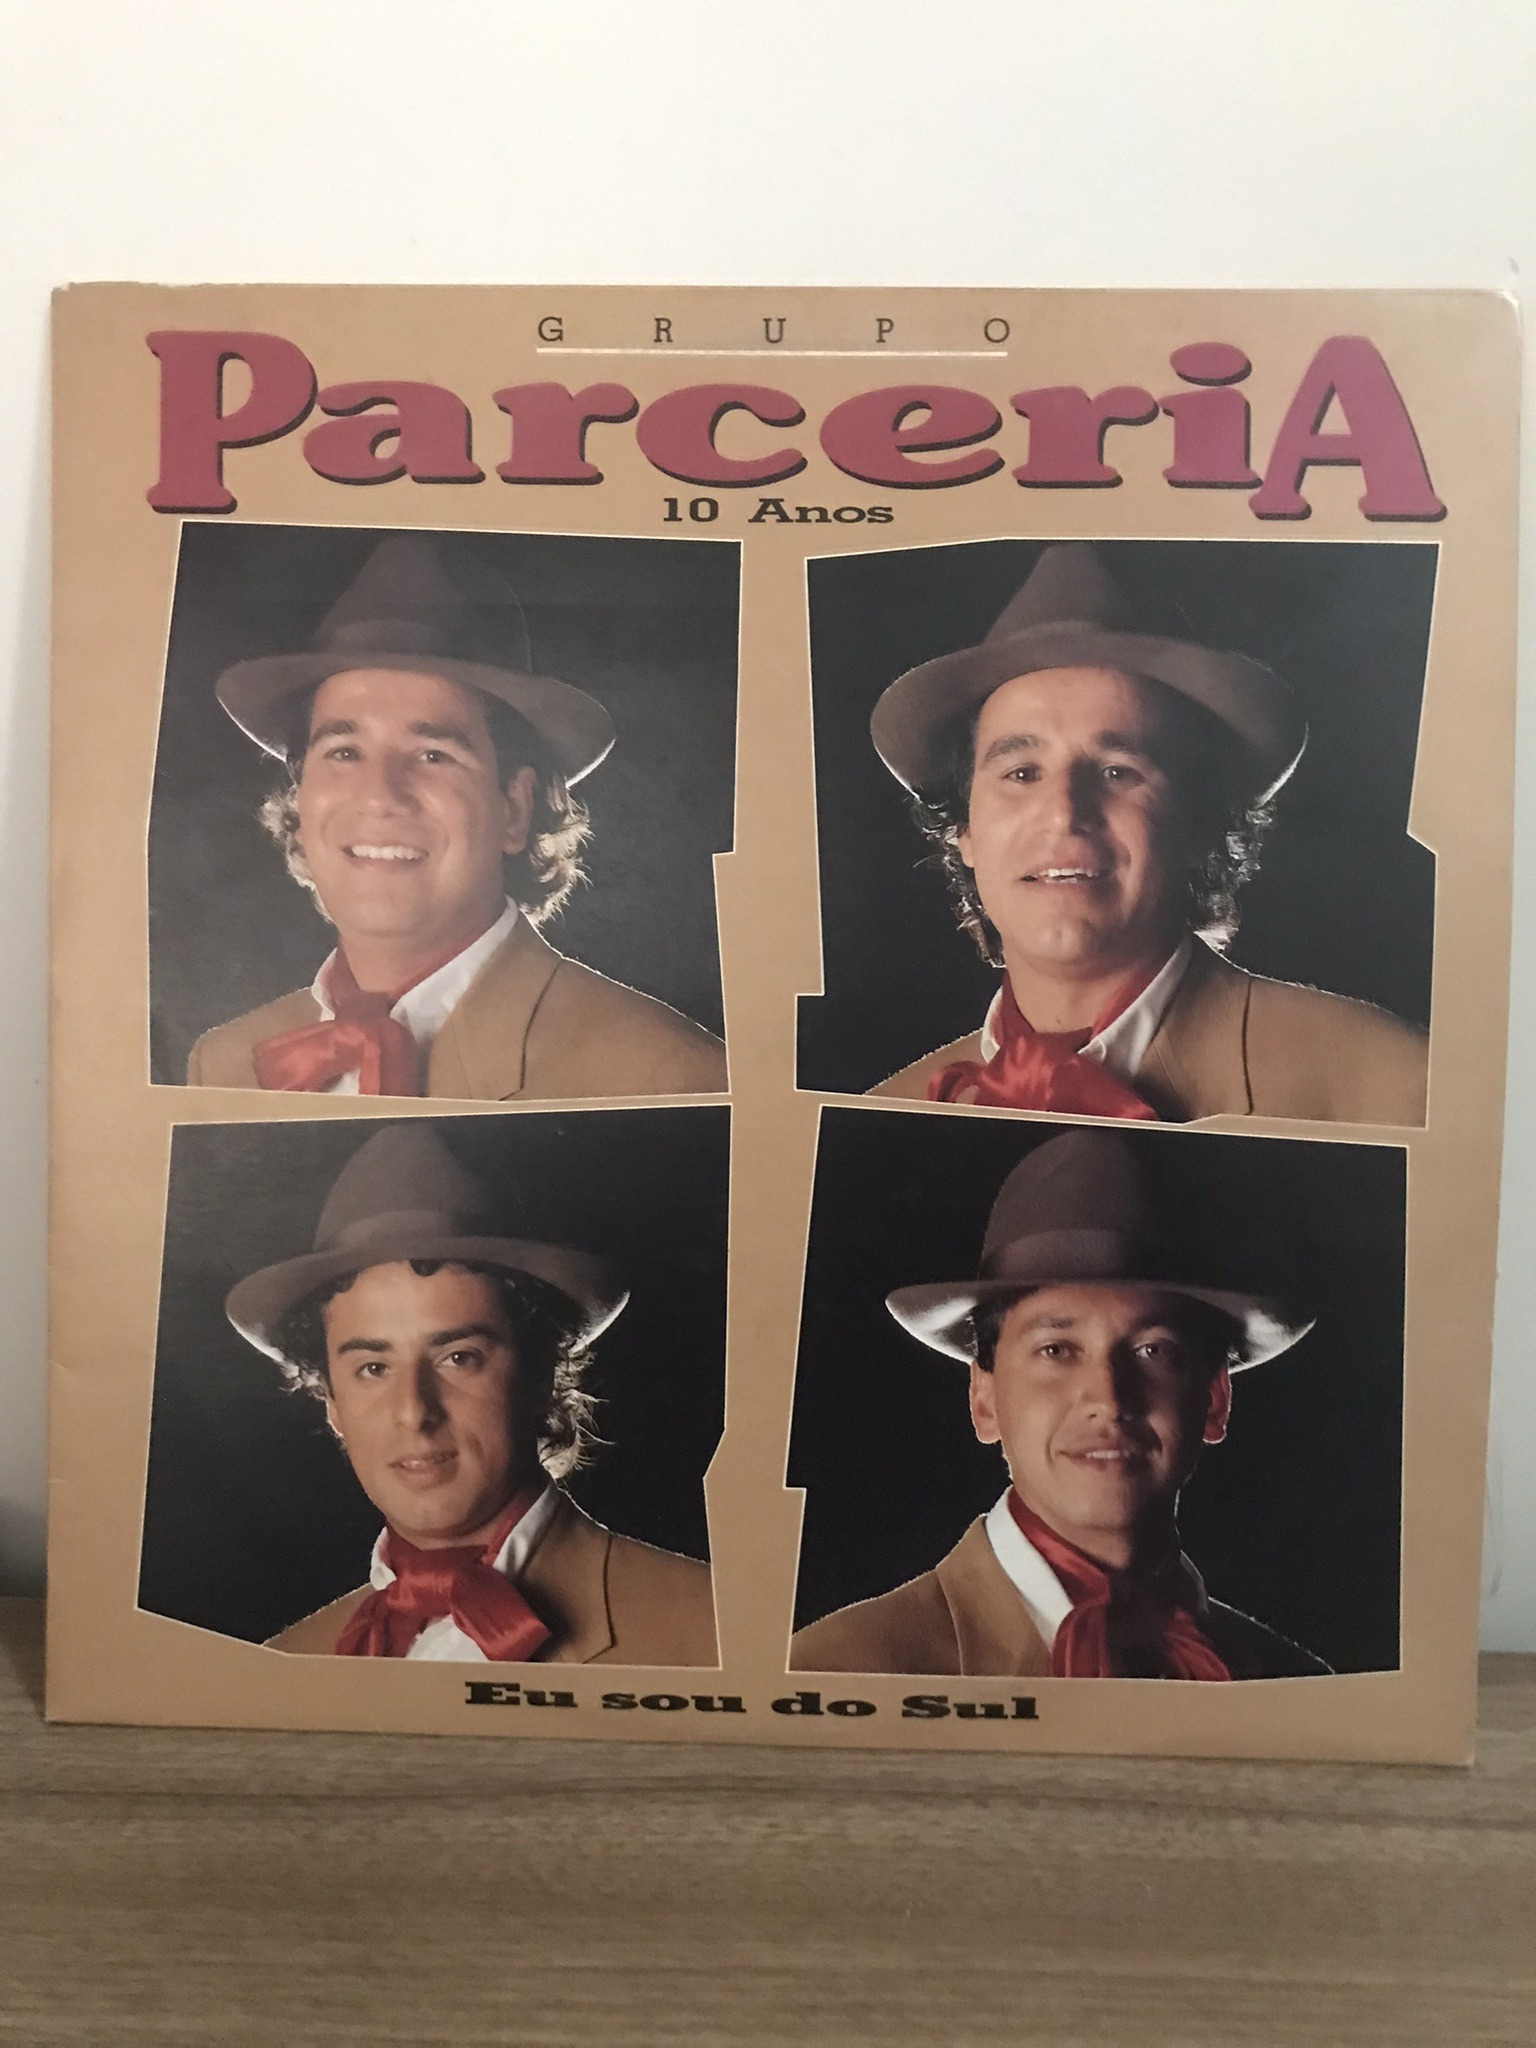 GRUPO
ParceriA
10 Anos
Eu sou do Sul